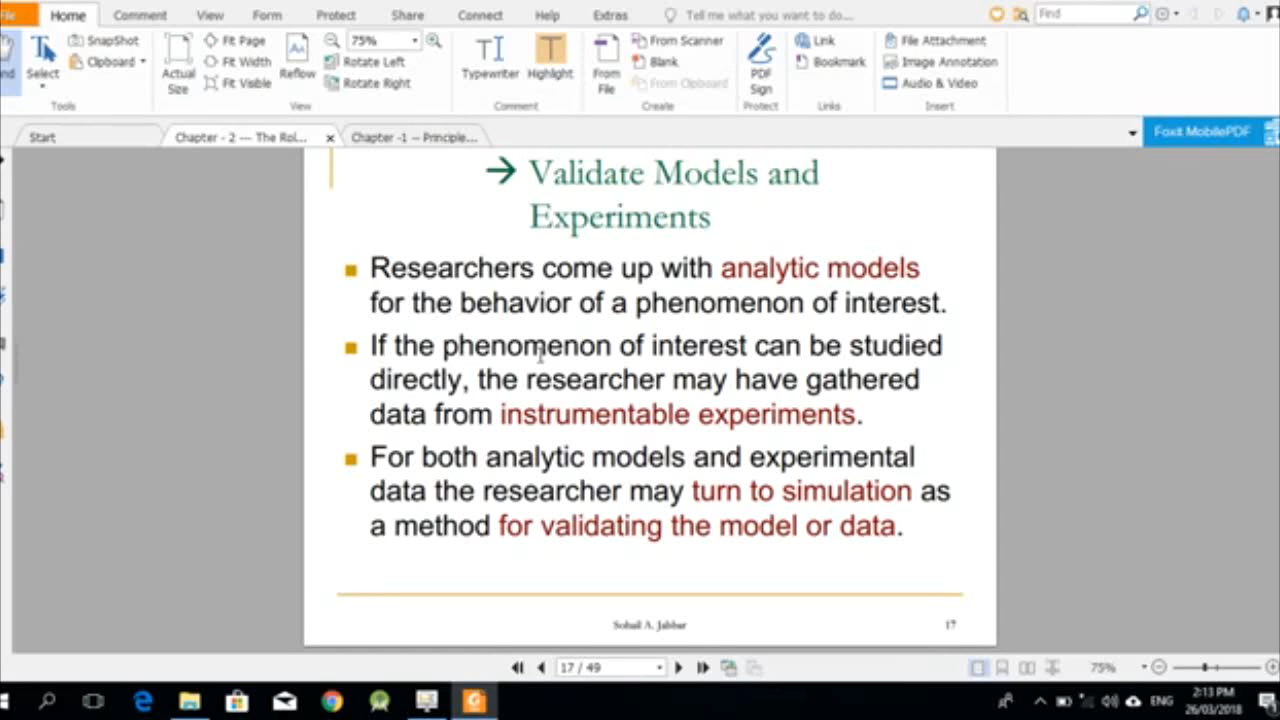 File Home Comment View Form Protect Share Connect Help Extras Tell me what you want to do... Find
SnapShot Fit Page 75% From Scanner Link File Attachment
Select Clipboard Actual Size Fit Width Reflow Rotate Left Typewriter Highlight From File Blank PDF Sign Bookmark Image Annotation
Fit Visible Rotate Right From Clipboard Audio & Video
Tools View Comment Create Protect Links Insert
Start Chapter - 2 --- The Rol... Chapter -1 -- Principle... Foxit MobilePDF
→ Validate Models and
Experiments
Researchers come up with analytic models
for the behavior of a phenomenon of interest.
If the phenomenon of interest can be studied
directly, the researcher may have gathered
data from instrumentable experiments.
For both analytic models and experimental
data the researcher may turn to simulation as
a method for validating the model or data.
Sohail A. Jabbar 17
17 / 49 75%
ENG 2:13 PM
26/03/2018